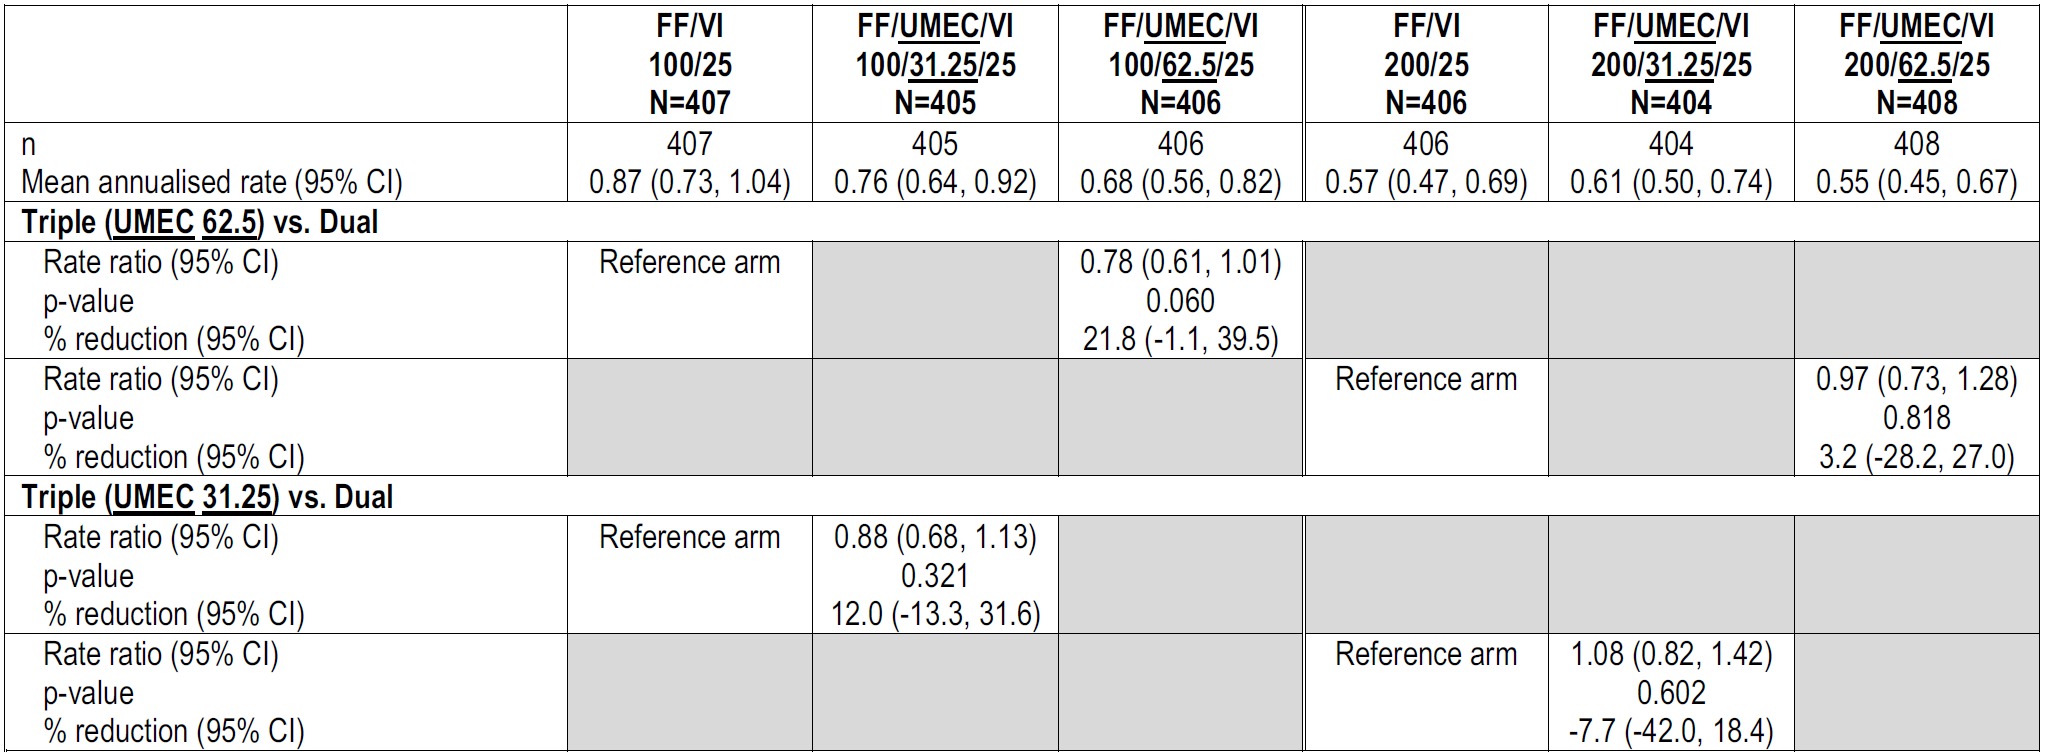 FF/VI FF/UMEC/VI FF/UMEC/VI FF/VI FF/UMEC/VI FF/UMEC/VI
100/25 100/31.25/25 100/62.5/25 200/25 200/31.25/25 200/62.5/25
N=407 N=405 N=406 N=406 N=404 N=408
n 407 405 406 406 404 408
Mean annualised rate (95% CI) 0.87 (0.73, 1.04) 0.76 (0.64, 0.92) 0.68 (0.56, 0.82) 0.57 (0.47, 0.69) 0.61 (0.50, 0.74) 0.55 (0.45, 0.67)
Triple (UMEC 62.5) vs. Dual
Rate ratio (95% CI) Reference arm 0.78 (0.61, 1.01)
p-value 0.060
% reduction (95% CI) 21.8 (-1.1, 39.5)
Rate ratio (95% CI) Reference arm 0.97 (0.73, 1.28)
p-value 0.818
% reduction (95% CI) 3.2 (-28.2, 27.0)
Triple (UMEC 31.25) vs. Dual
Rate ratio (95% CI) Reference arm 0.88 (0.68, 1.13)
p-value 0.321
% reduction (95% CI) 12.0 (-13.3, 31.6)
Rate ratio (95% CI) Reference arm 1.08 (0.82, 1.42)
p-value 0.602
% reduction (95% CI) -7.7 (-42.0, 18.4)